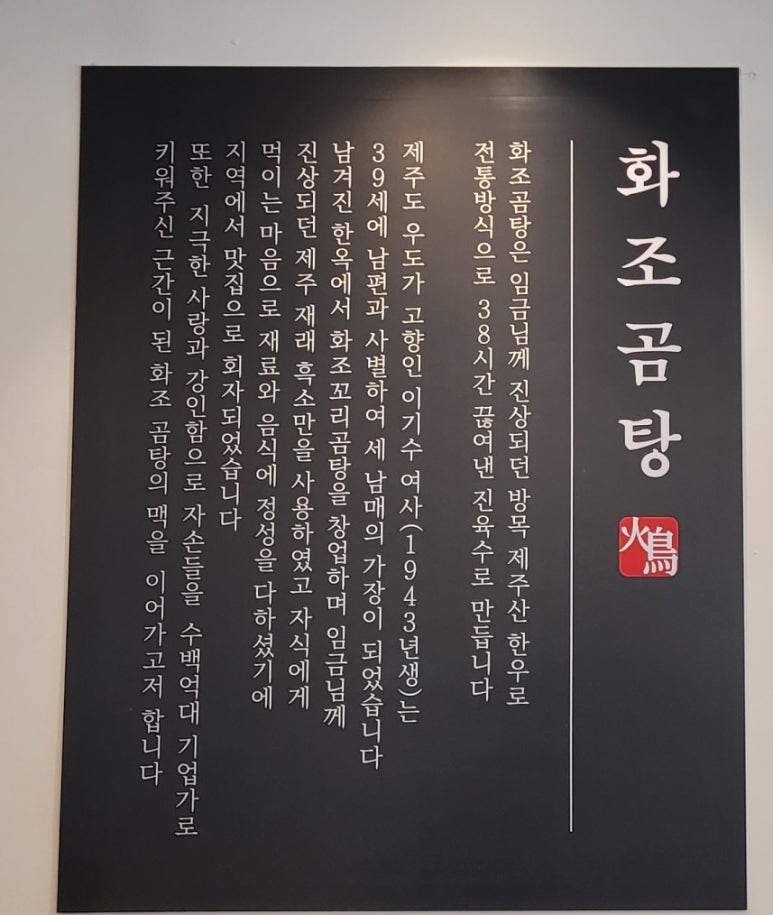 화조곰탕
火鳥
화조곰탕은 임금님께 진상되던 방목 제주산 한우로
전통방식으로 38시간 끓여낸 진육수로 만듭니다
제주도 우도가 고향인 이기수 여사(1943년생)는
39세에 남편과 사별하여 세 남매의 가장이 되었습니다
남겨진 한옥에서 화조꼬리곰탕을 창업하며 임금님께
진상되던 제주 재래 흑소만을 사용하였고 자식에게
먹이는 마음으로 재료와 음식에 정성을 다하셨기에
지역에서 맛집으로 회자되었습니다
또한 지극한 사랑과 강인함으로 자손들을 수백억대 기업가로
키워주신 근간이 된 화조 곰탕의 맥을 이어가고저 합니다